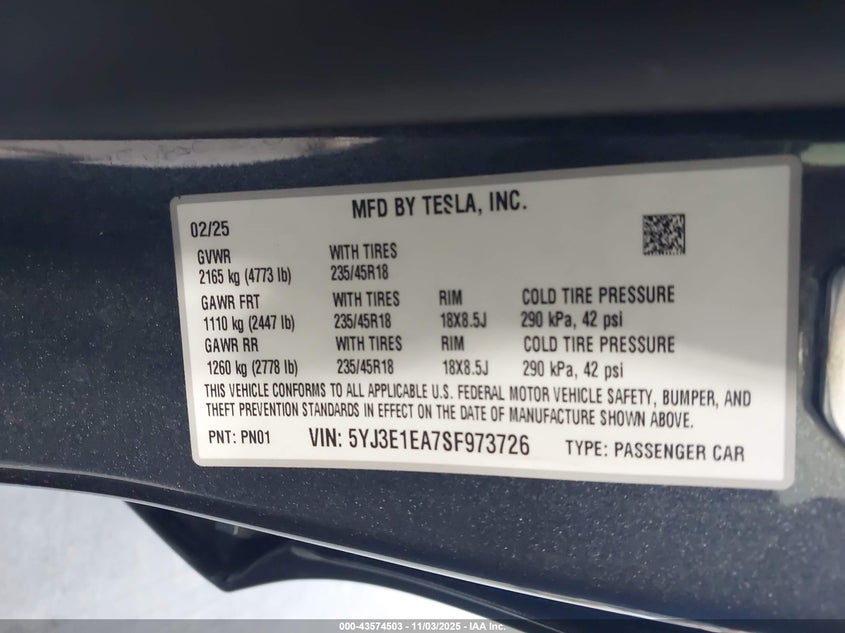 MFD BY TESLA, INC.
02/25
GVWR WITH TIRES
2165 kg (4773 lb) 235/45R18
GAWR FRT WITH TIRES RIM COLD TIRE PRESSURE
1110 kg (2447 lb) 235/45R18 18X8.5J 290 kPa, 42 psi
GAWR RR WITH TIRES RIM COLD TIRE PRESSURE
1260 kg (2778 lb) 235/45R18 18X8.5J 290 kPa, 42 psi
THIS VEHICLE CONFORMS TO ALL APPLICABLE U.S. FEDERAL MOTOR VEHICLE SAFETY, BUMPER, AND
THEFT PREVENTION STANDARDS IN EFFECT ON THE DATE OF MANUFACTURE SHOWN ABOVE.
PNT: PN01 VIN: 5YJ3E1EA7SF973726 TYPE: PASSENGER CAR
000-43574503 - 11/03/2025 - IAA Inc.